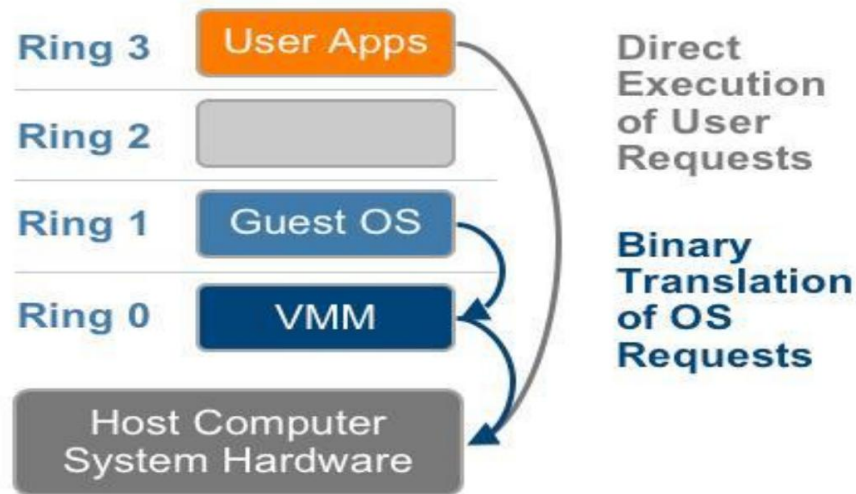 Ring 3
User Apps
Ring 2
Ring 1
Guest OS
Ring 0
VMM
Host Computer
System Hardware
Direct
Execution
of User
Requests
Binary
Translation
of OS
Requests